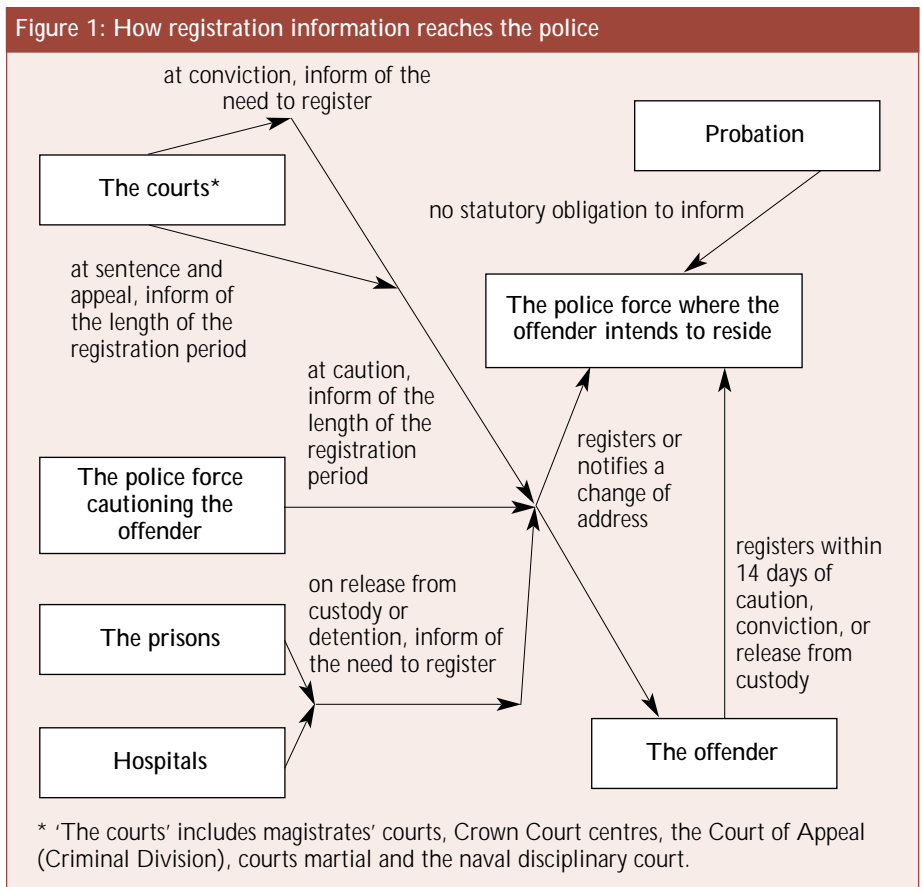 Figure 1: How registration information reaches the police
at conviction, inform of the
need to register
Probation
The courts*
no statutory obligation to inform
at sentence and
appeal, inform of
the length of the
registration period
The police force where the
offender intends to reside
at caution,
inform of the
length of the
registration
period
registers or
notifies a
change of
address
The police force
cautioning the
offender
registers within
14 days of
caution,
conviction, or
release from
custody
on release from
custody or
detention, inform of
the need to register
The prisons
Hospitals
The offender
* 'The courts' includes magistrates' courts, Crown Court centres, the Court of Appeal
(Criminal Division), courts martial and the naval disciplinary court.